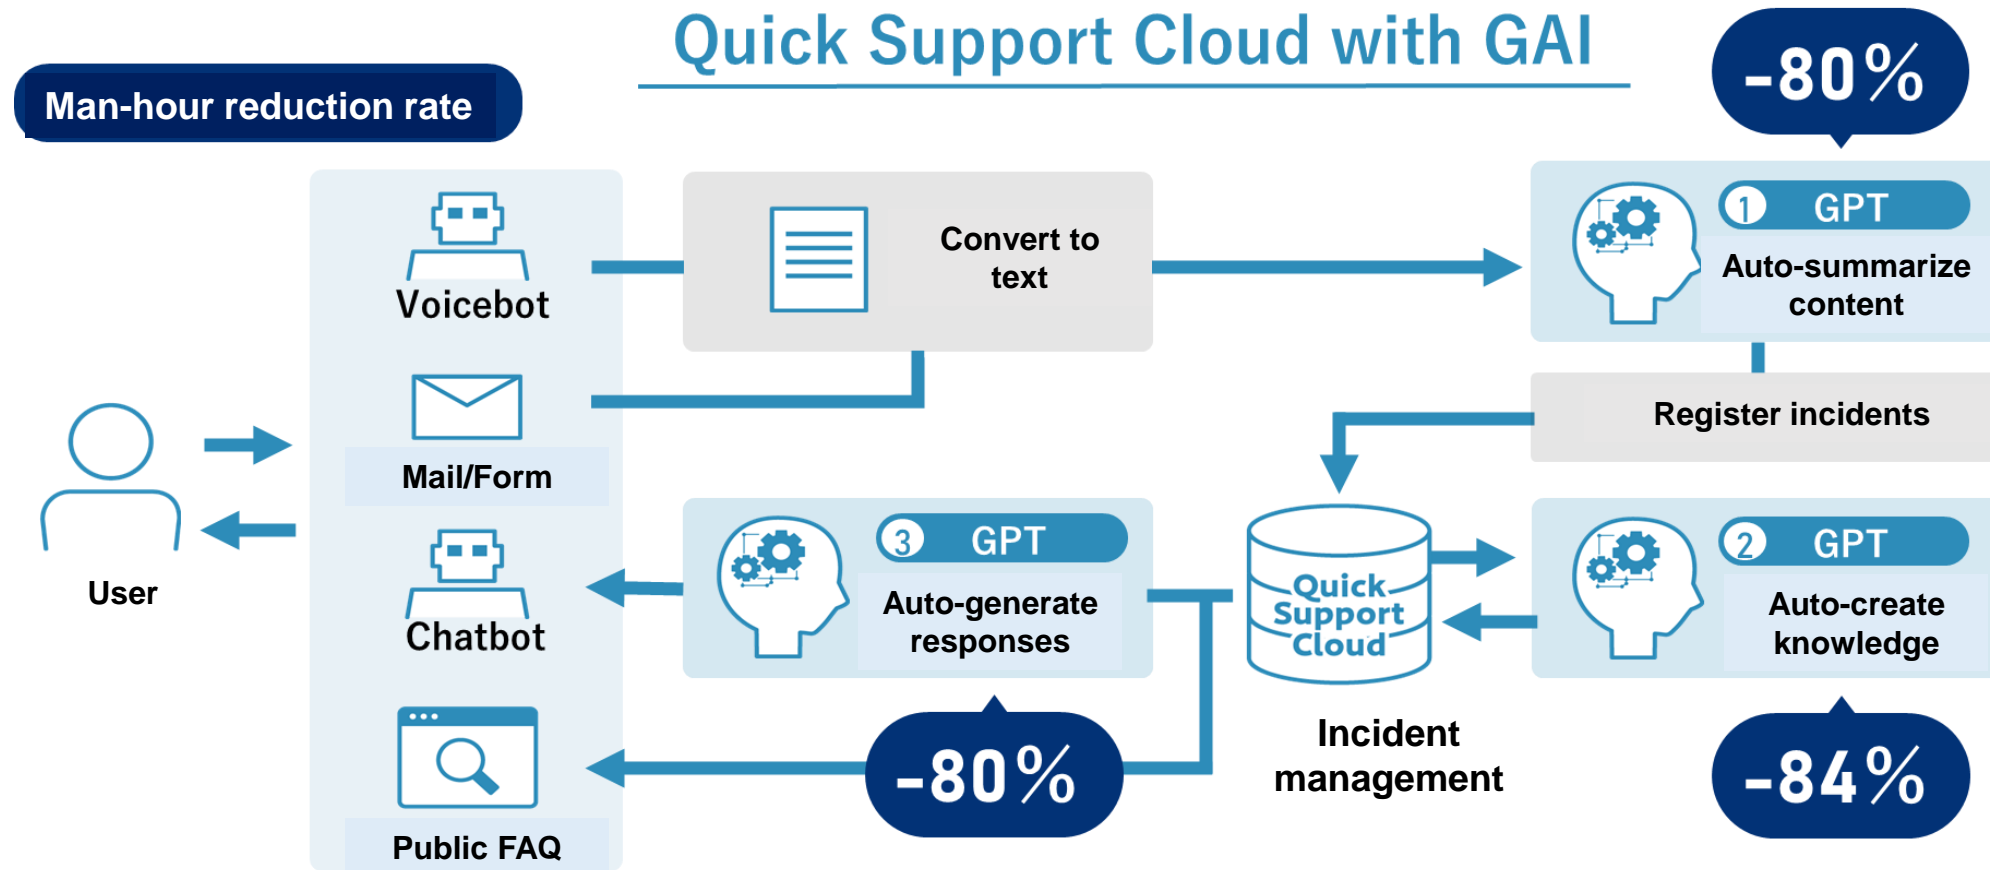 Quick Support Cloud with GAI
-80%
Man-hour reduction rate
Voicebot
Convert to
text
1 GPT
Auto-summarize
content
Mail/Form
Register incidents
User
Chatbot
3 GPT
Auto-generate
responses
Quick
Support
Cloud
2 GPT
Auto-create
knowledge
Incident
management
-80%
-84%
Public FAQ